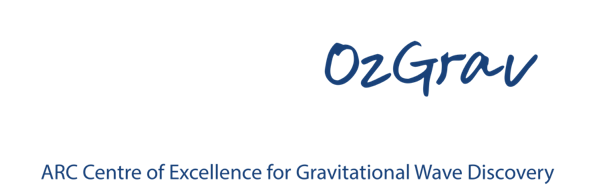 OzGrav
ARC Centre of Excellence for Gravitational Wave Discovery